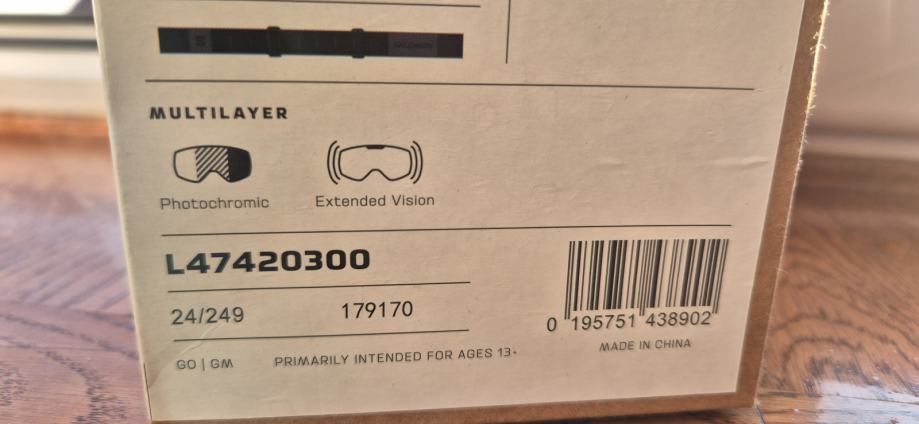 S SALOMON
MULTILAYER
Photochromic Extended Vision
L47420300
24/249 179170
0 195751 438902
GO | GM PRIMARILY INTENDED FOR AGES 13+
MADE IN CHINA